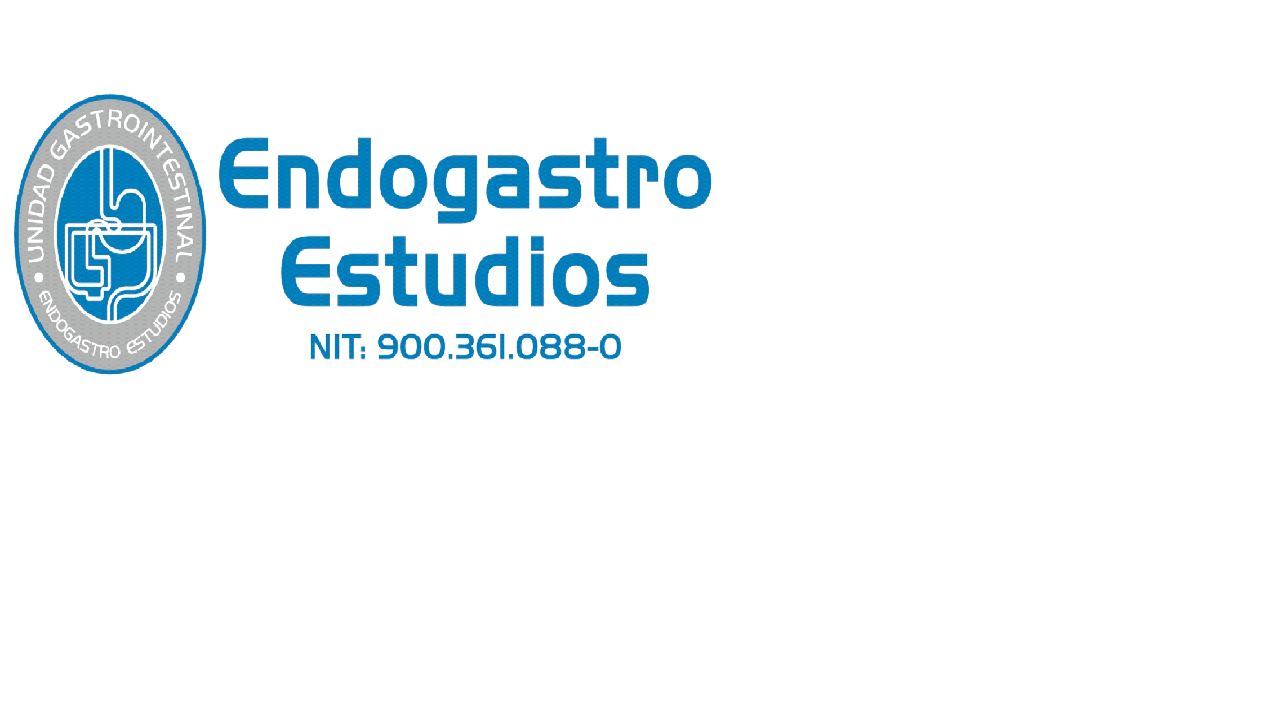 UNIDAD GASTROINTESTINAL
• ENDOGASTRO ESTUDIOS •
Endogastro
Estudios
NIT: 900.361.088-0